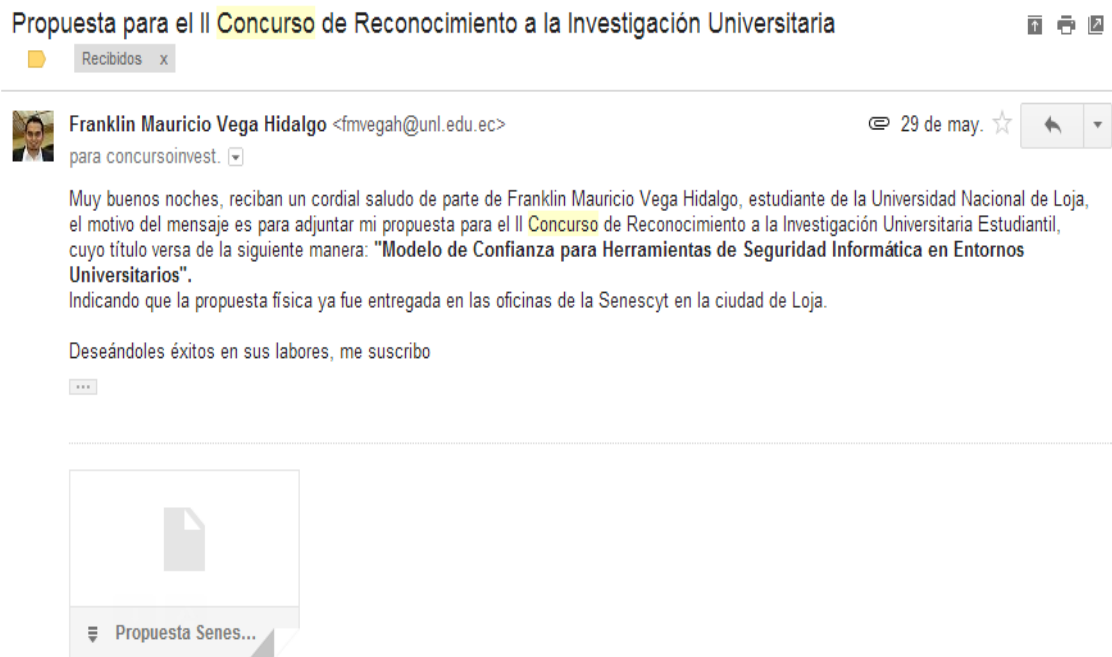 Propuesta para el II Concurso de Reconocimiento a la Investigación Universitaria
Recibidos x
Franklin Mauricio Vega Hidalgo <fmvegah@unl.edu.ec>
29 de may.
para concursoinvest.
Muy buenos noches, reciban un cordial saludo de parte de Franklin Mauricio Vega Hidalgo, estudiante de la Universidad Nacional de Loja,
el motivo del mensaje es para adjuntar mi propuesta para el II Concurso de Reconocimiento a la Investigación Universitaria Estudiantil,
cuyo título versa de la siguiente manera: "Modelo de Confianza para Herramientas de Seguridad Informática en Entornos
Universitarios".
Indicando que la propuesta física ya fue entregada en las oficinas de la Senescyt en la ciudad de Loja.
Deseándoles éxitos en sus labores, me suscribo
...
Propuesta Senes...